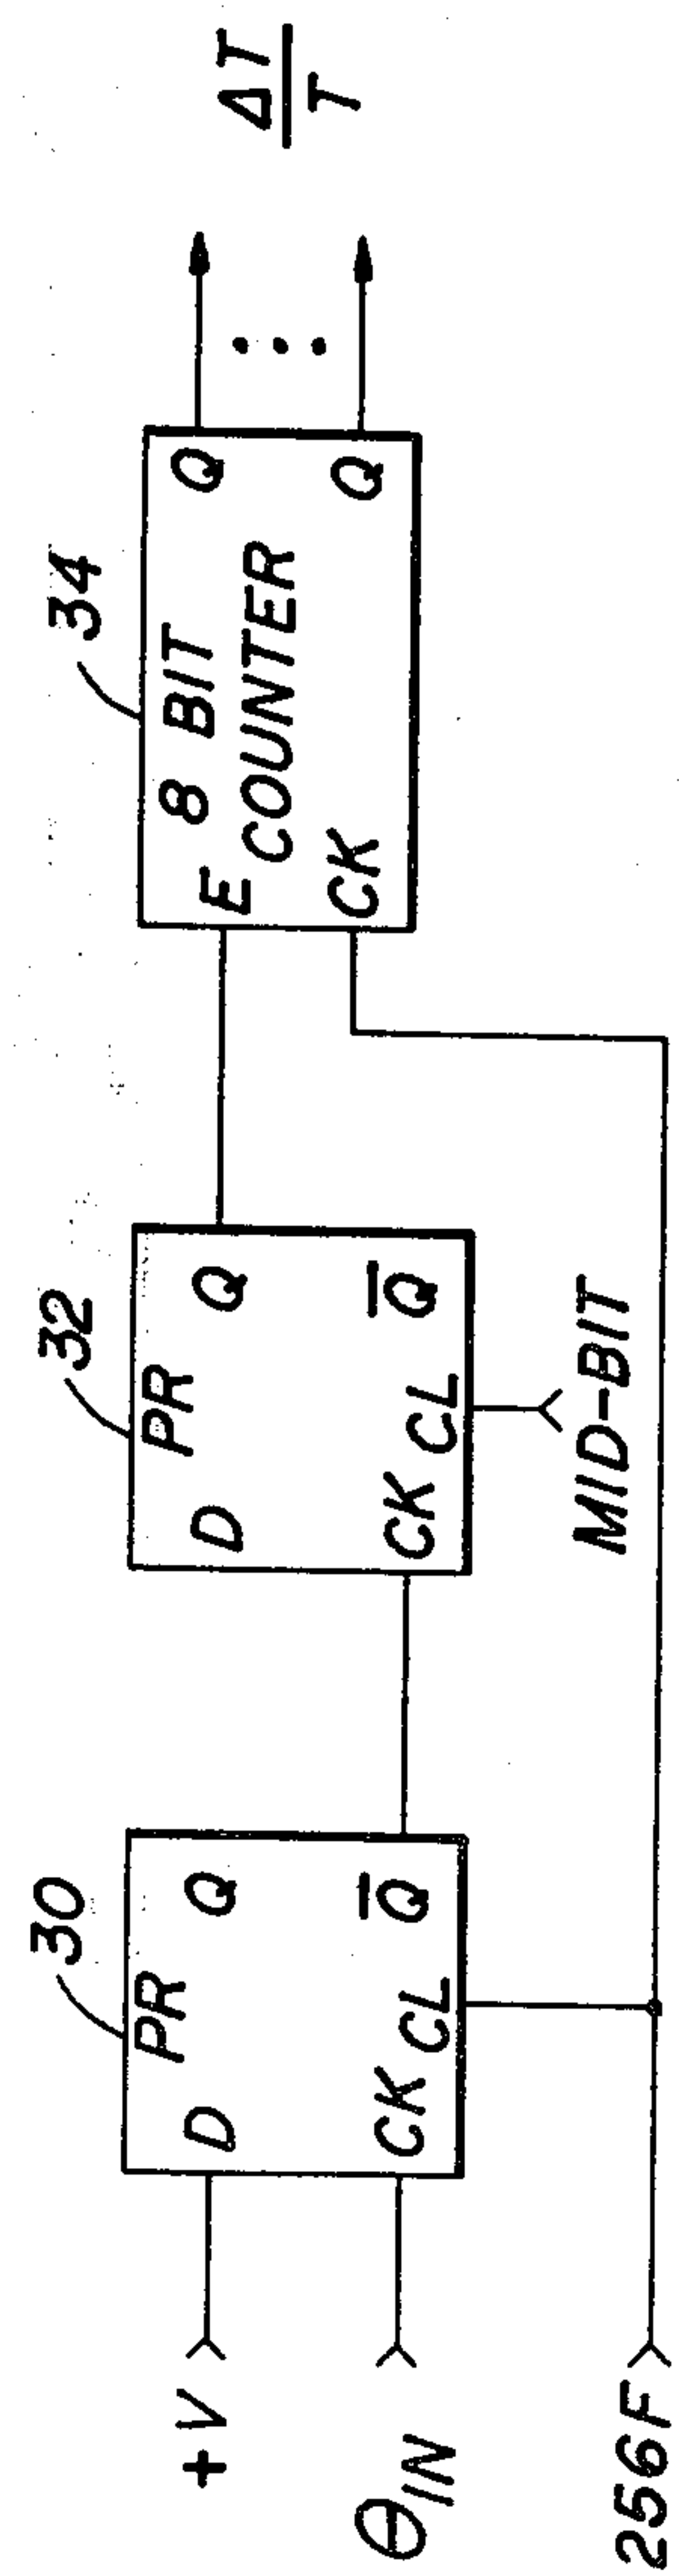 +V
θIN
256F
30
PR
D
Q
CK
Q̅
CL
32
PR
D
Q
CK
Q̅
CL
MID-BIT
34
8 BIT
E
COUNTER
CK
Q
Q
ΔT
T